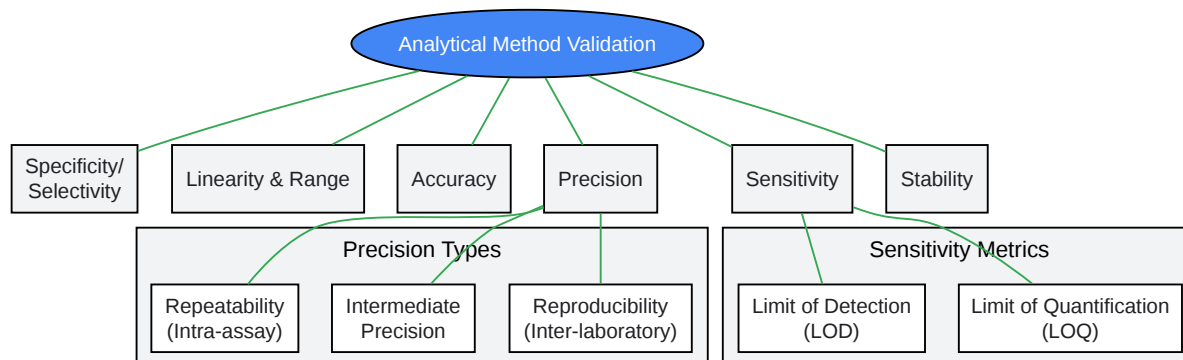 Analytical Method Validation
Specificity/
Selectivity
Linearity & Range
Accuracy
Precision
Sensitivity
Stability
Precision Types
Repeatability
(Intra-assay)
Intermediate
Precision
Reproducibility
(Inter-laboratory)
Sensitivity Metrics
Limit of Detection
(LOD)
Limit of Quantification
(LOQ)